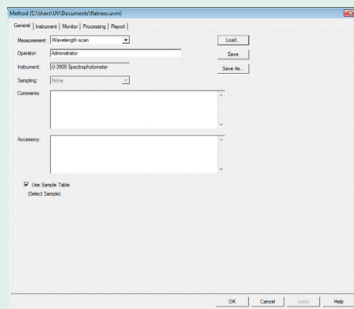 Method (C:\Users\UV\Documents\flatness.uvm)
General Instrument Monitor Processing Report
Measurement: Wavelength scan Load...
Operator: Administrator Save
Instrument: U-3900 Spectrophotometer Save As...
Sampling: None
Comments:
Accessory:
Use Sample Table
(Select Sample)
OK Cancel Apply Help